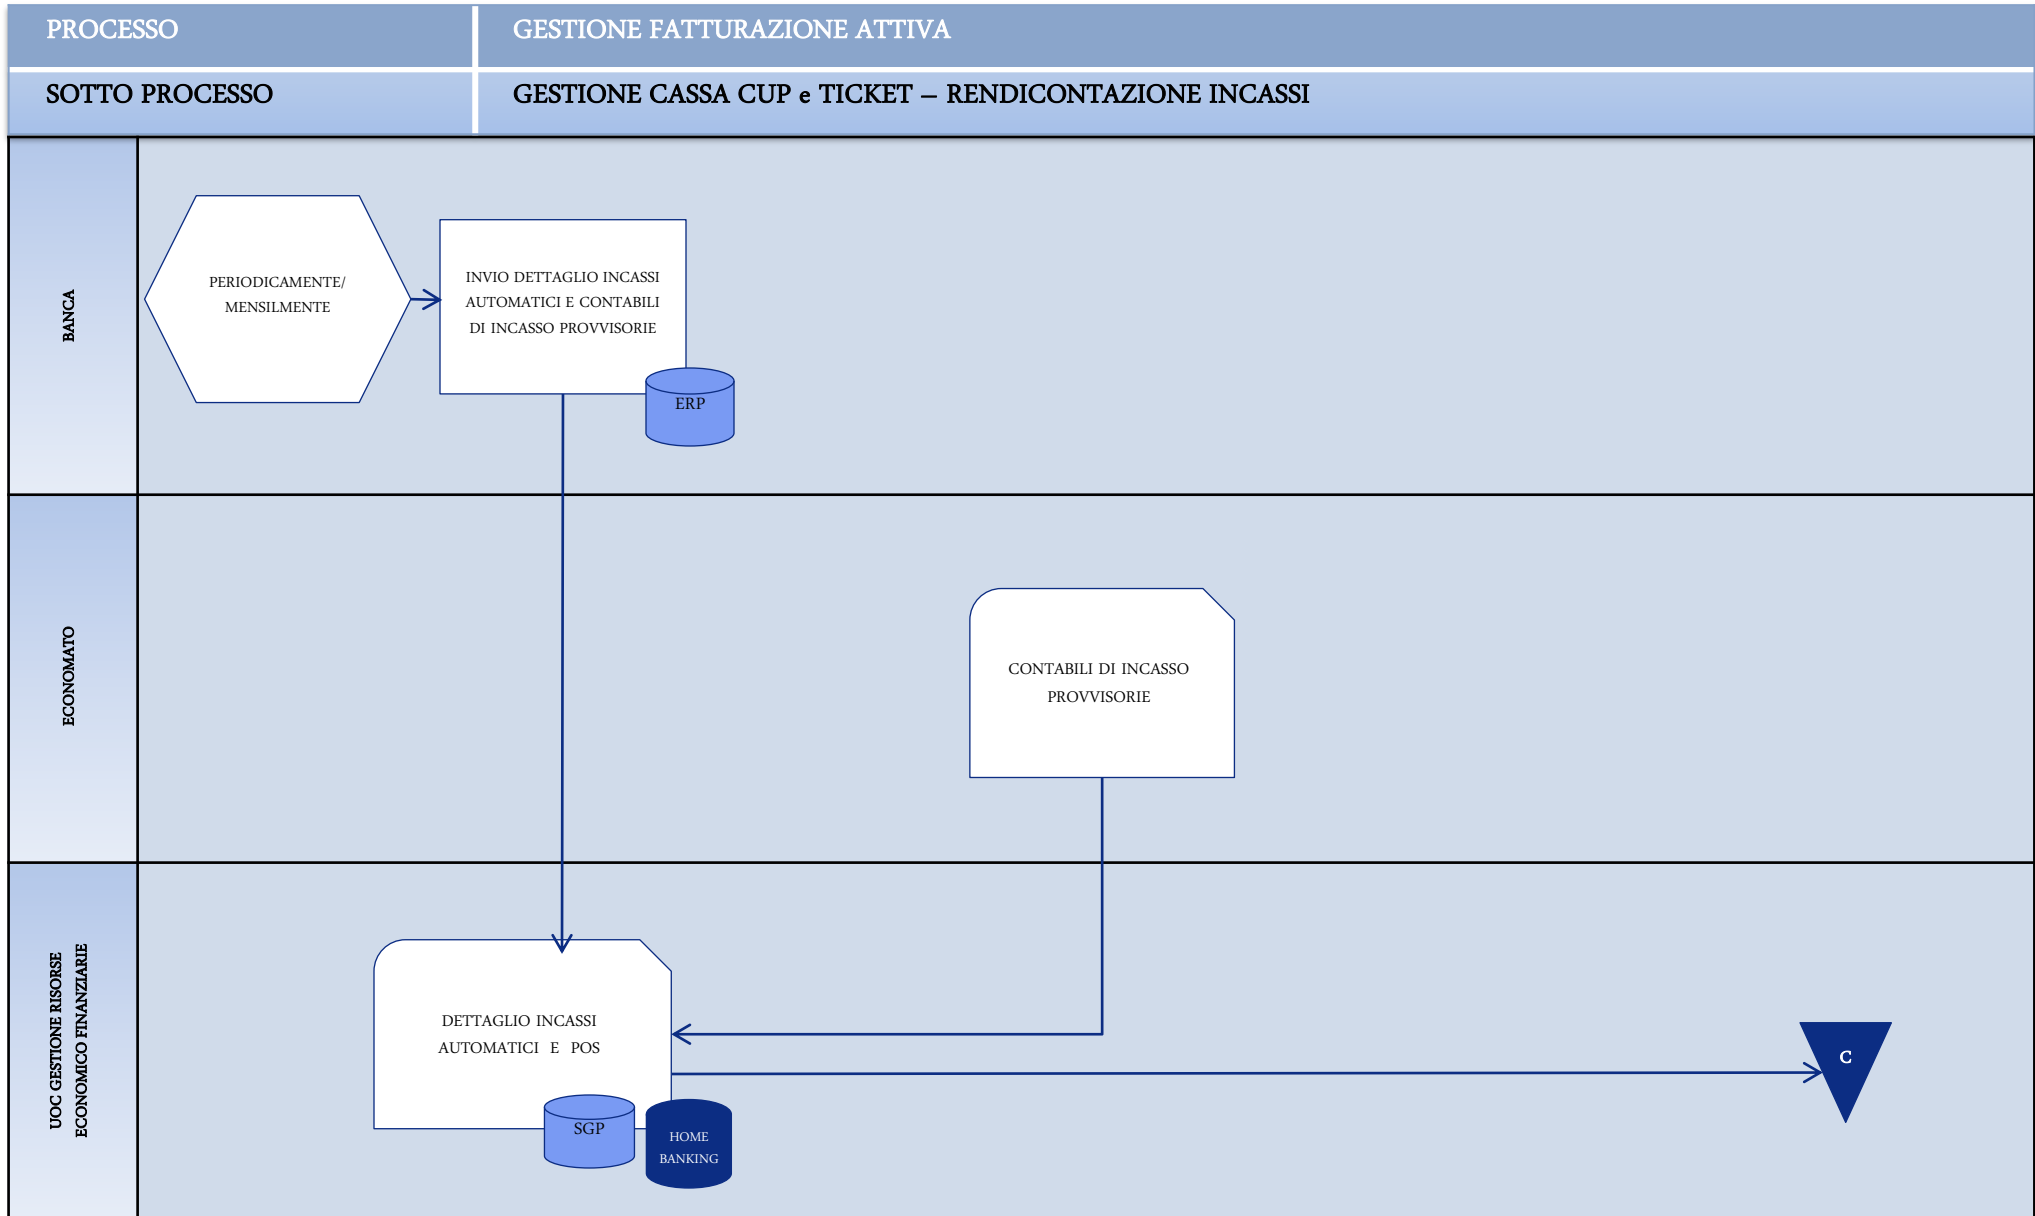 PROCESSO
GESTIONE FATTURAZIONE ATTIVA
SOTTO PROCESSO
GESTIONE CASSA CUP e TICKET – RENDICONTAZIONE INCASSI
BANCA
PERIODICAMENTE/
MENSILMENTE
INVIO DETTAGLIO INCASSI
AUTOMATICI E CONTABILI
DI INCASSO PROVVISORIE
ERP
ECONOMATO
CONTABILI DI INCASSO
PROVVISORIE
UOC GESTIONE RISORSE
ECONOMICO FINANZIARIE
DETTAGLIO INCASSI
AUTOMATICI E POS
SGP
HOME
BANKING
C